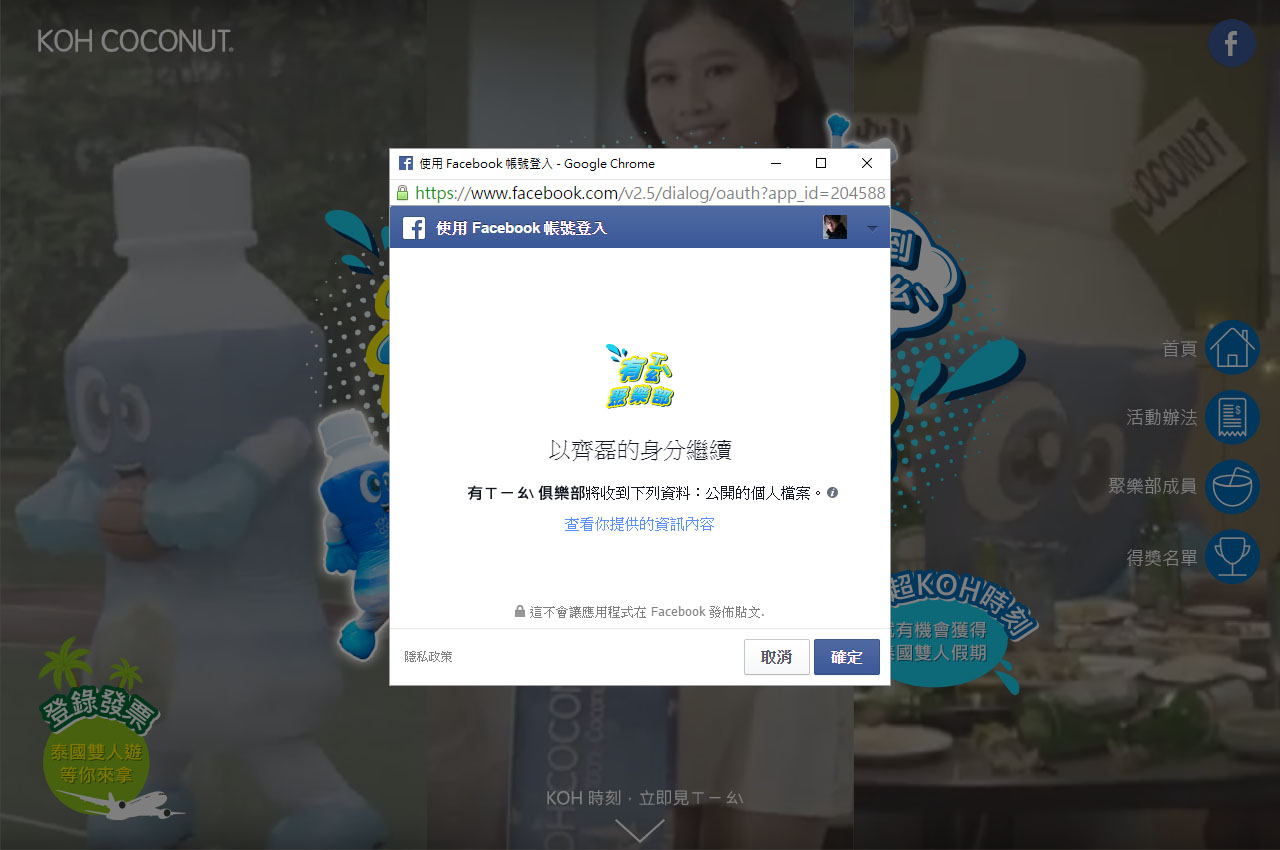 KOH COCONUT
使用 Facebook 帳號登入 - Google Chrome
https://www.facebook.com/v2.5/dialog/oauth?app_id=204588
使用 Facebook 帳號登入
有ㄒㄧㄠˋ
聚樂部
以齊磊的身分繼續
有ㄒㄧㄠˋ俱樂部將收到下列資料：公開的個人檔案。
查看你提供的資訊內容
這不會讓應用程式在 Facebook 發佈貼文.
隱私政策
取消
確定
COCONUT
到
ㄠˋ
首頁
活動辦法
聚樂部成員
得獎名單
超KOH時刻
就有機會獲得
泰國雙人假期
登錄發票
泰國雙人遊
等你來拿
KOH 時刻，立即見ㄒㄧㄠˋ